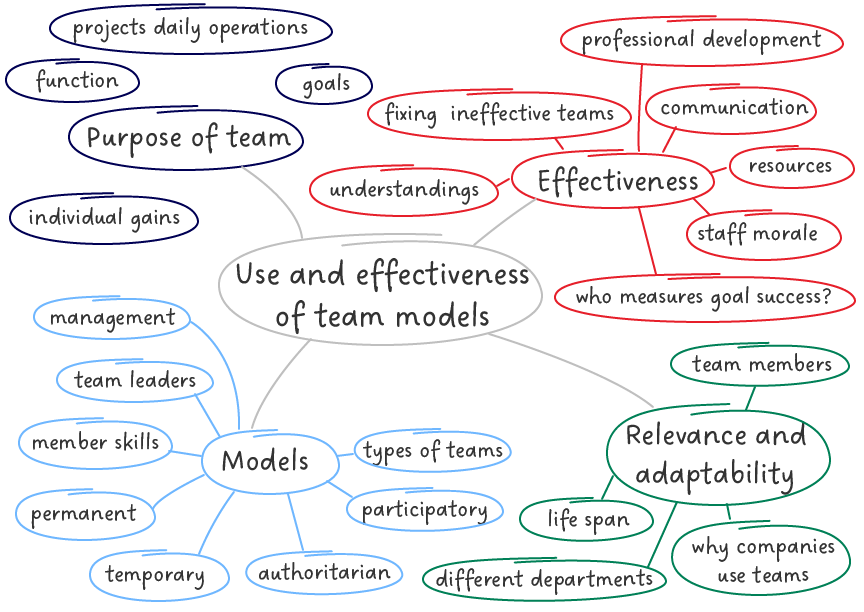 projects daily operations
function
goals
Purpose of team
individual gains
professional development
fixing ineffective teams
communication
Effectiveness
resources
understandings
staff morale
who measures goal success?
Use and effectiveness
of team models
management
team leaders
member skills
Models
types of teams
permanent
participatory
temporary
authoritarian
team members
Relevance and
adaptability
life span
why companies
use teams
different departments